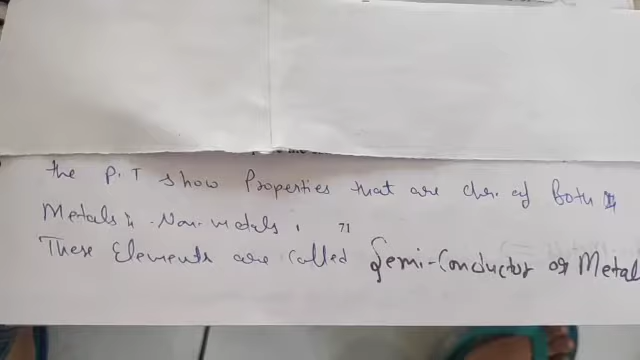 the P.T show Properties that are chr. of Both
Metals & Non-metals.
71
These Elements are called Semi-Conductor or Metal